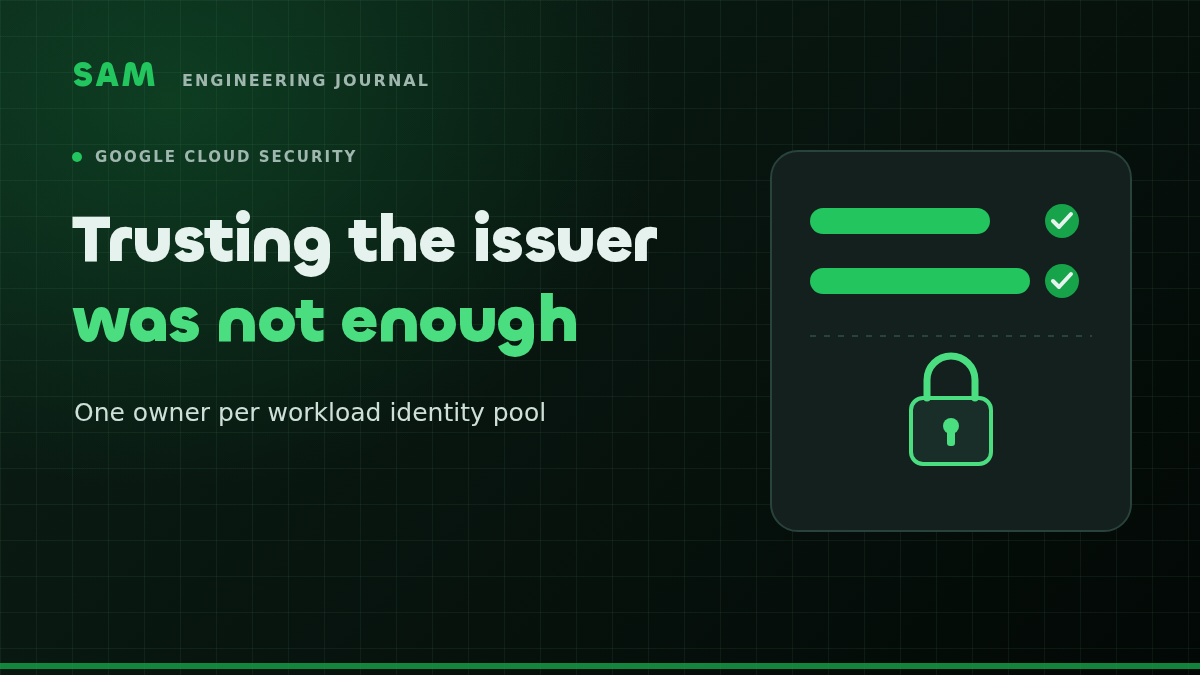 SAM ENGINEERING JOURNAL
GOOGLE CLOUD SECURITY
Trusting the issuer
was not enough
One owner per workload identity pool